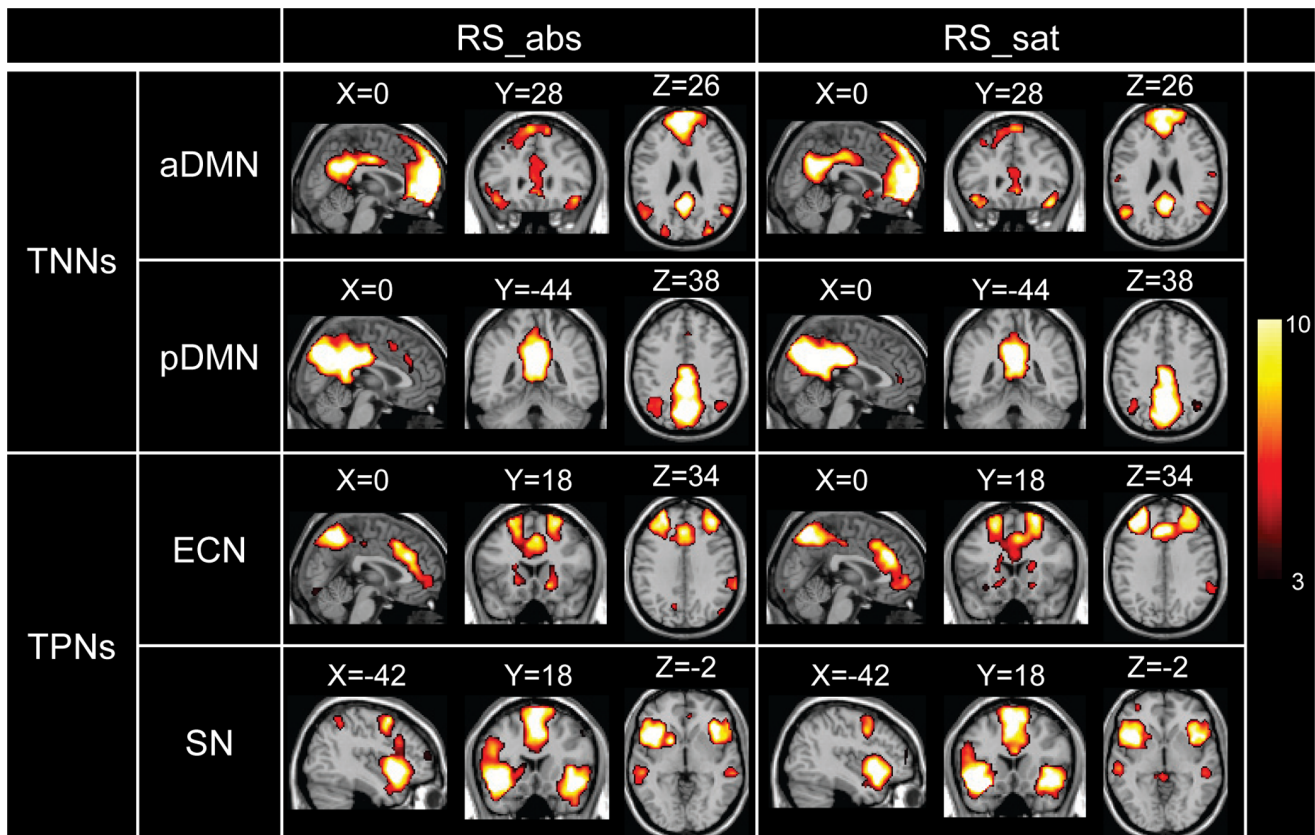 RS_abs RS_sat
TNNs
aDMN
X=0 Y=28 Z=26 X=0 Y=28 Z=26
pDMN
X=0 Y=-44 Z=38 X=0 Y=-44 Z=38
TPNs
ECN
X=0 Y=18 Z=34 X=0 Y=18 Z=34
SN
X=-42 Y=18 Z=-2 X=-42 Y=18 Z=-2
10
3